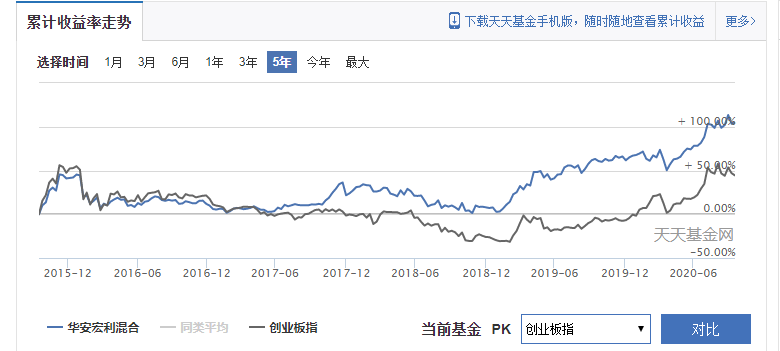 累计收益率走势 下载天天基金手机版，随时随地查看累计收益 更多>
选择时间 1月 3月 6月 1年 3年 5年 今年 最大
+ 100.00%
+ 50.00%
0.00%
天天基金网
-50.00%
2015-12 2016-06 2016-12 2017-06 2017-12 2018-06 2018-12 2019-06 2019-12 2020-06
华安宏利混合 同类平均 创业板指 当前基金 PK 创业板指 对比